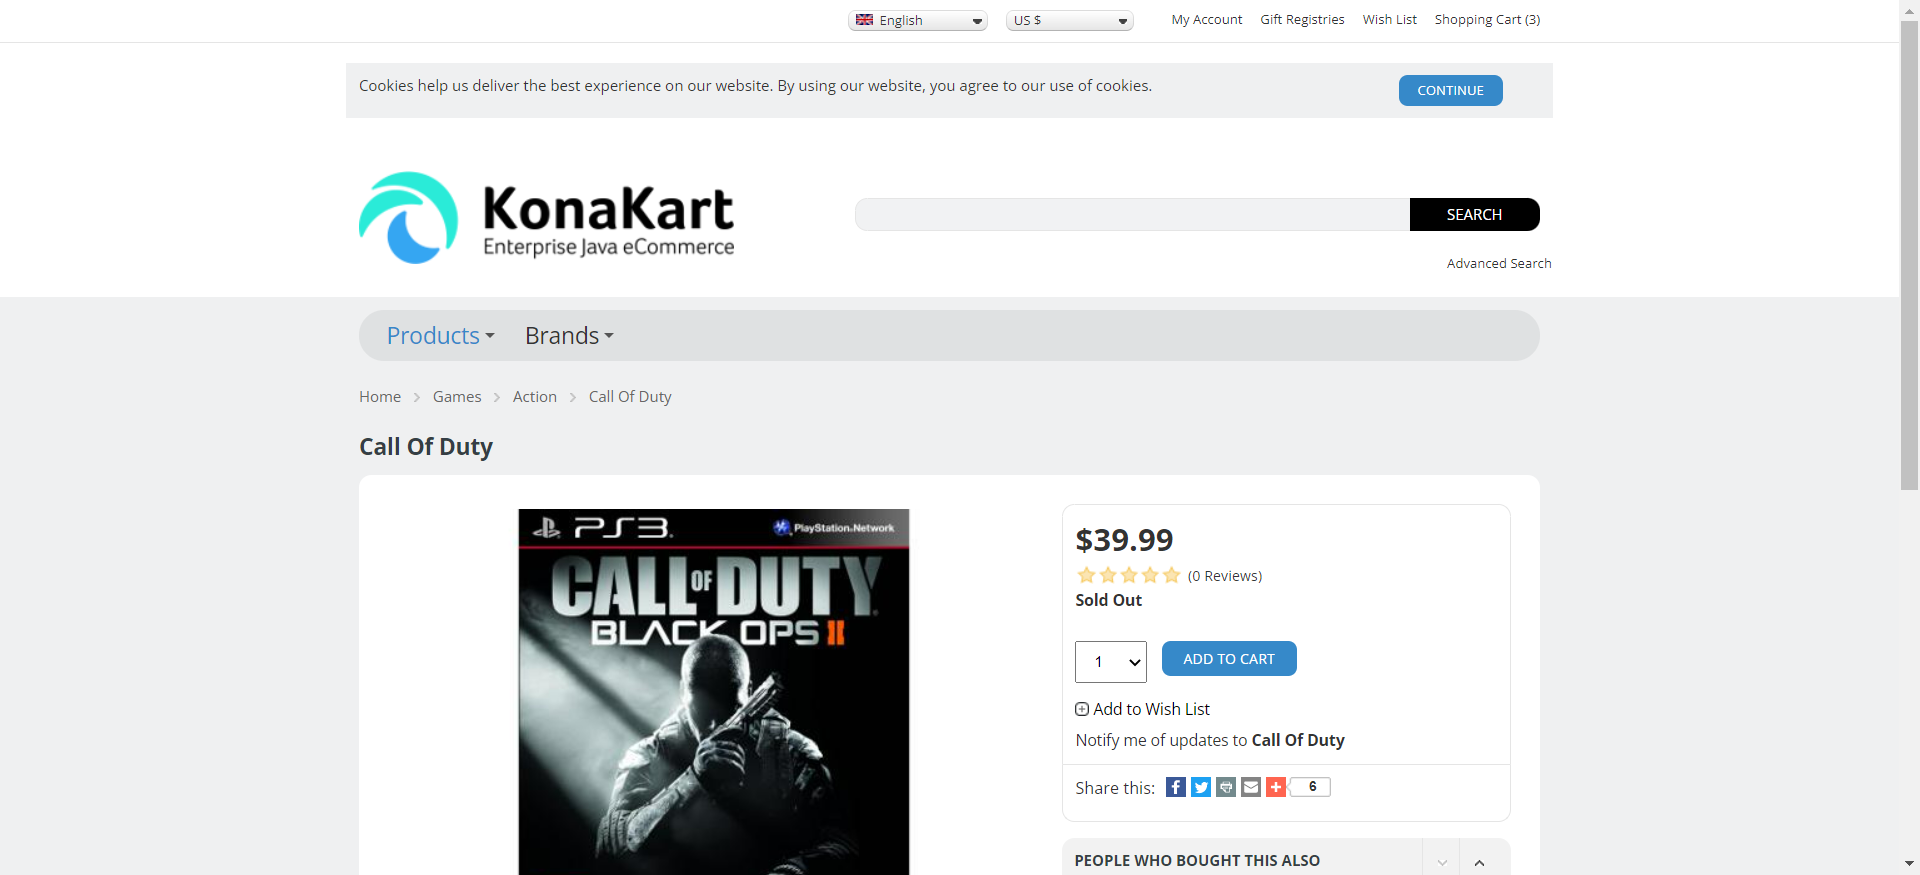 English
US $
My Account
Gift Registries
Wish List
Shopping Cart (3)
Cookies help us deliver the best experience on our website. By using our website, you agree to our use of cookies.
CONTINUE
KonaKart
Enterprise Java eCommerce
SEARCH
Advanced Search
Products
Brands
Home
Games
Action
Call Of Duty
Call Of Duty
PS3
PlayStation Network
CALL OF DUTY
BLACK OPS II
$39.99
(0 Reviews)
Sold Out
1
ADD TO CART
Add to Wish List
Notify me of updates to Call Of Duty
Share this:
6
PEOPLE WHO BOUGHT THIS ALSO